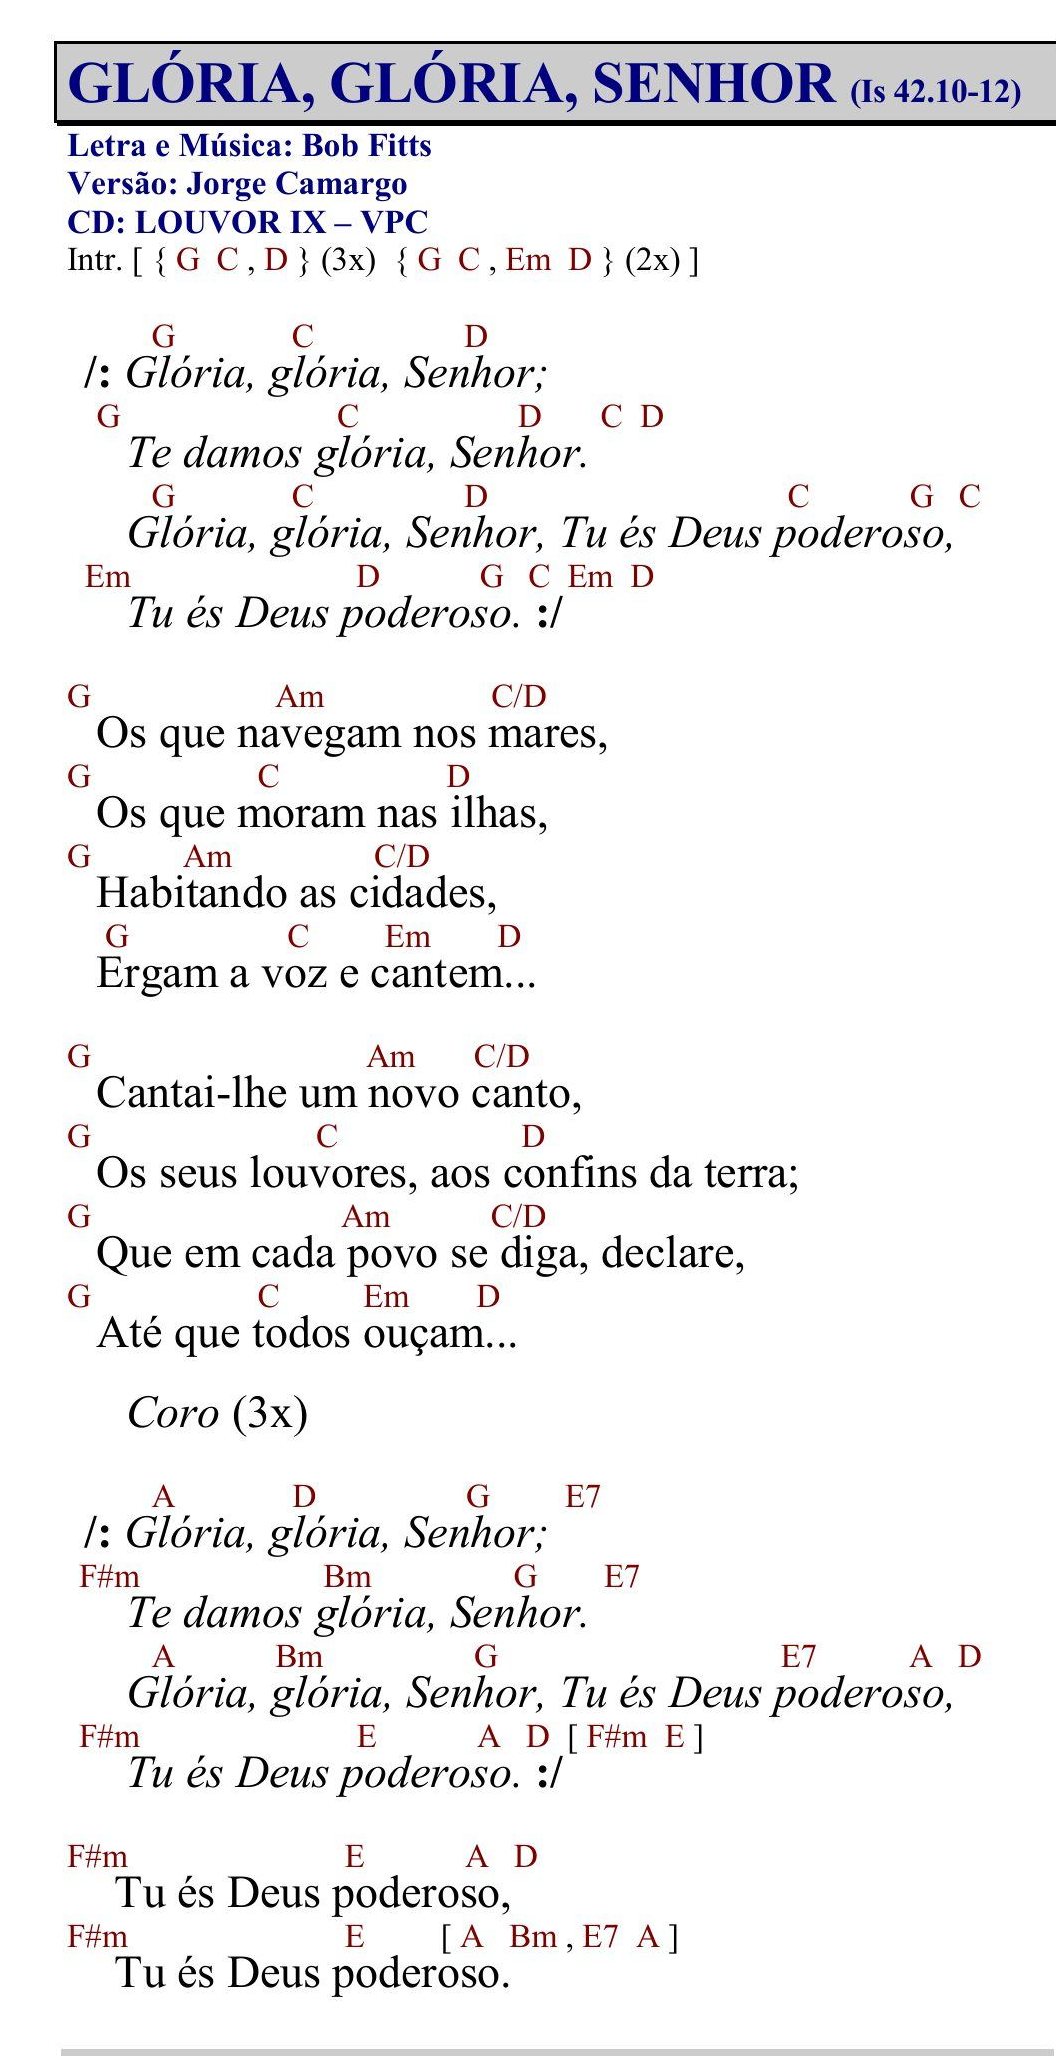 GLÓRIA, GLÓRIA, SENHOR (Is 42.10-12)
Letra e Música: Bob Fitts
Versão: Jorge Camargo
CD: LOUVOR IX – VPC
Intr. [ { G C , D } (3x) { G C , Em D } (2x) ]
G C D
/: Glória, glória, Senhor;
G C D C D
Te damos glória, Senhor.
G C D C G C
Glória, glória, Senhor, Tu és Deus poderoso,
Em D G C Em D
Tu és Deus poderoso. :/
G Am C/D
Os que navegam nos mares,
G C D
Os que moram nas ilhas,
G Am C/D
Habitando as cidades,
G C Em D
Ergam a voz e cantem...
G Am C/D
Cantai-lhe um novo canto,
G C D
Os seus louvores, aos confins da terra;
G Am C/D
Que em cada povo se diga, declare,
G C Em D
Até que todos ouçam...
Coro (3x)
A D G E7
/: Glória, glória, Senhor;
F#m Bm G E7
Te damos glória, Senhor.
A Bm G E7 A D
Glória, glória, Senhor, Tu és Deus poderoso,
F#m E A D [ F#m E ]
Tu és Deus poderoso. :/
F#m E A D
Tu és Deus poderoso,
F#m E [ A Bm , E7 A ]
Tu és Deus poderoso.